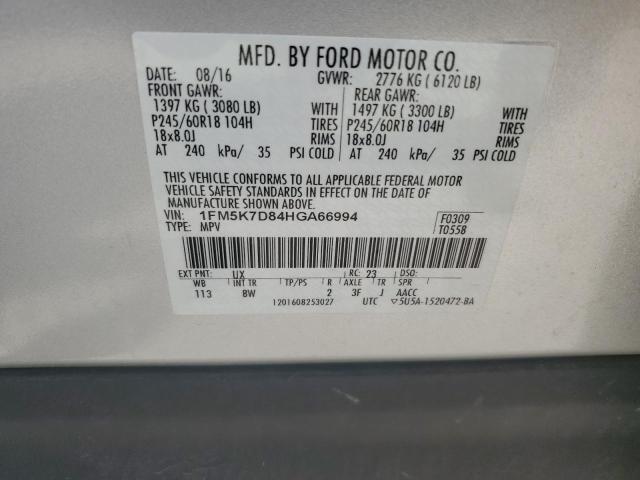 MFD. BY FORD MOTOR CO.
DATE: 08/16 GVWR: 2776 KG ( 6120 LB)
FRONT GAWR: REAR GAWR:
1397 KG ( 3080 LB) WITH 1497 KG ( 3300 LB) WITH
P245/60R18 104H TIRES P245/60R18 104H TIRES
18x8.0J RIMS 18x8.0J RIMS
AT 240 kPa/ 35 PSI COLD AT 240 kPa/ 35 PSI COLD
THIS VEHICLE CONFORMS TO ALL APPLICABLE FEDERAL MOTOR
VEHICLE SAFETY STANDARDS IN EFFECT ON THE DATE OF
MANUFACTURE SHOWN ABOVE.
VIN: 1FM5K7D84HGA66994 F0309
TYPE: MPV T0558
EXT PNT: UX RC: 23 DSO:
WB INT TR TP/PS R AXLE TR SPR
113 8W 2 3F J AACC
1201608253027 UTC ▽5U5A-1520472-BA